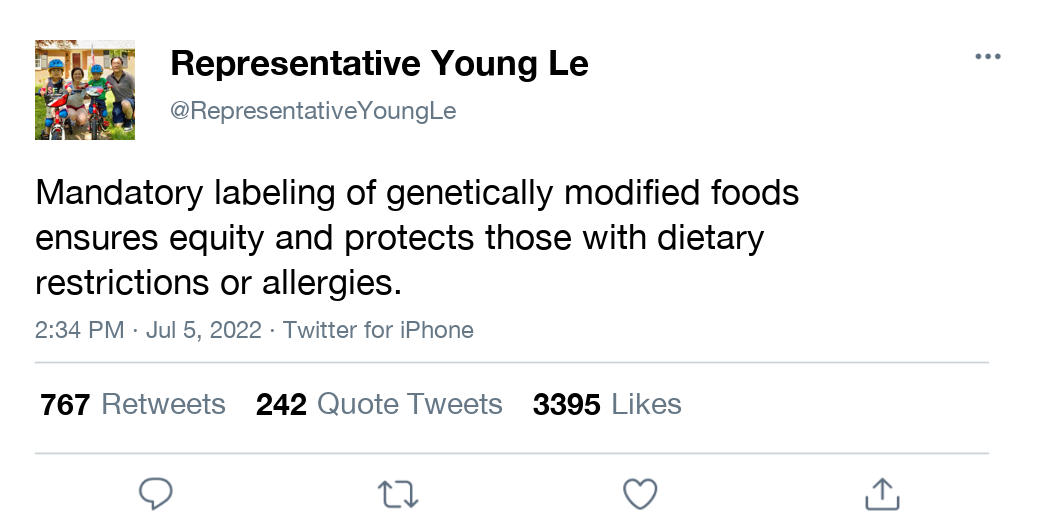 Representative Young Le
@RepresentativeYoungLe
Mandatory labeling of genetically modified foods
ensures equity and protects those with dietary
restrictions or allergies.
2:34 PM · Jul 5, 2022 · Twitter for iPhone
767 Retweets 242 Quote Tweets 3395 Likes